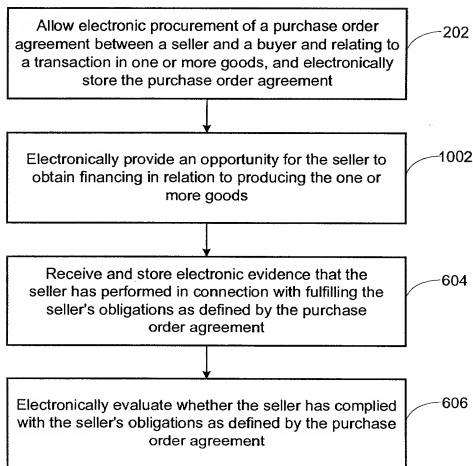 Allow electronic procurement of a purchase order
agreement between a seller and a buyer and relating to
a transaction in one or more goods, and electronically
store the purchase order agreement
202
Electronically provide an opportunity for the seller to
obtain financing in relation to producing the one or
more goods
1002
Receive and store electronic evidence that the
seller has performed in connection with fulfilling the
seller's obligations as defined by the purchase
order agreement
604
Electronically evaluate whether the seller has complied
with the seller's obligations as defined by the purchase
order agreement
606